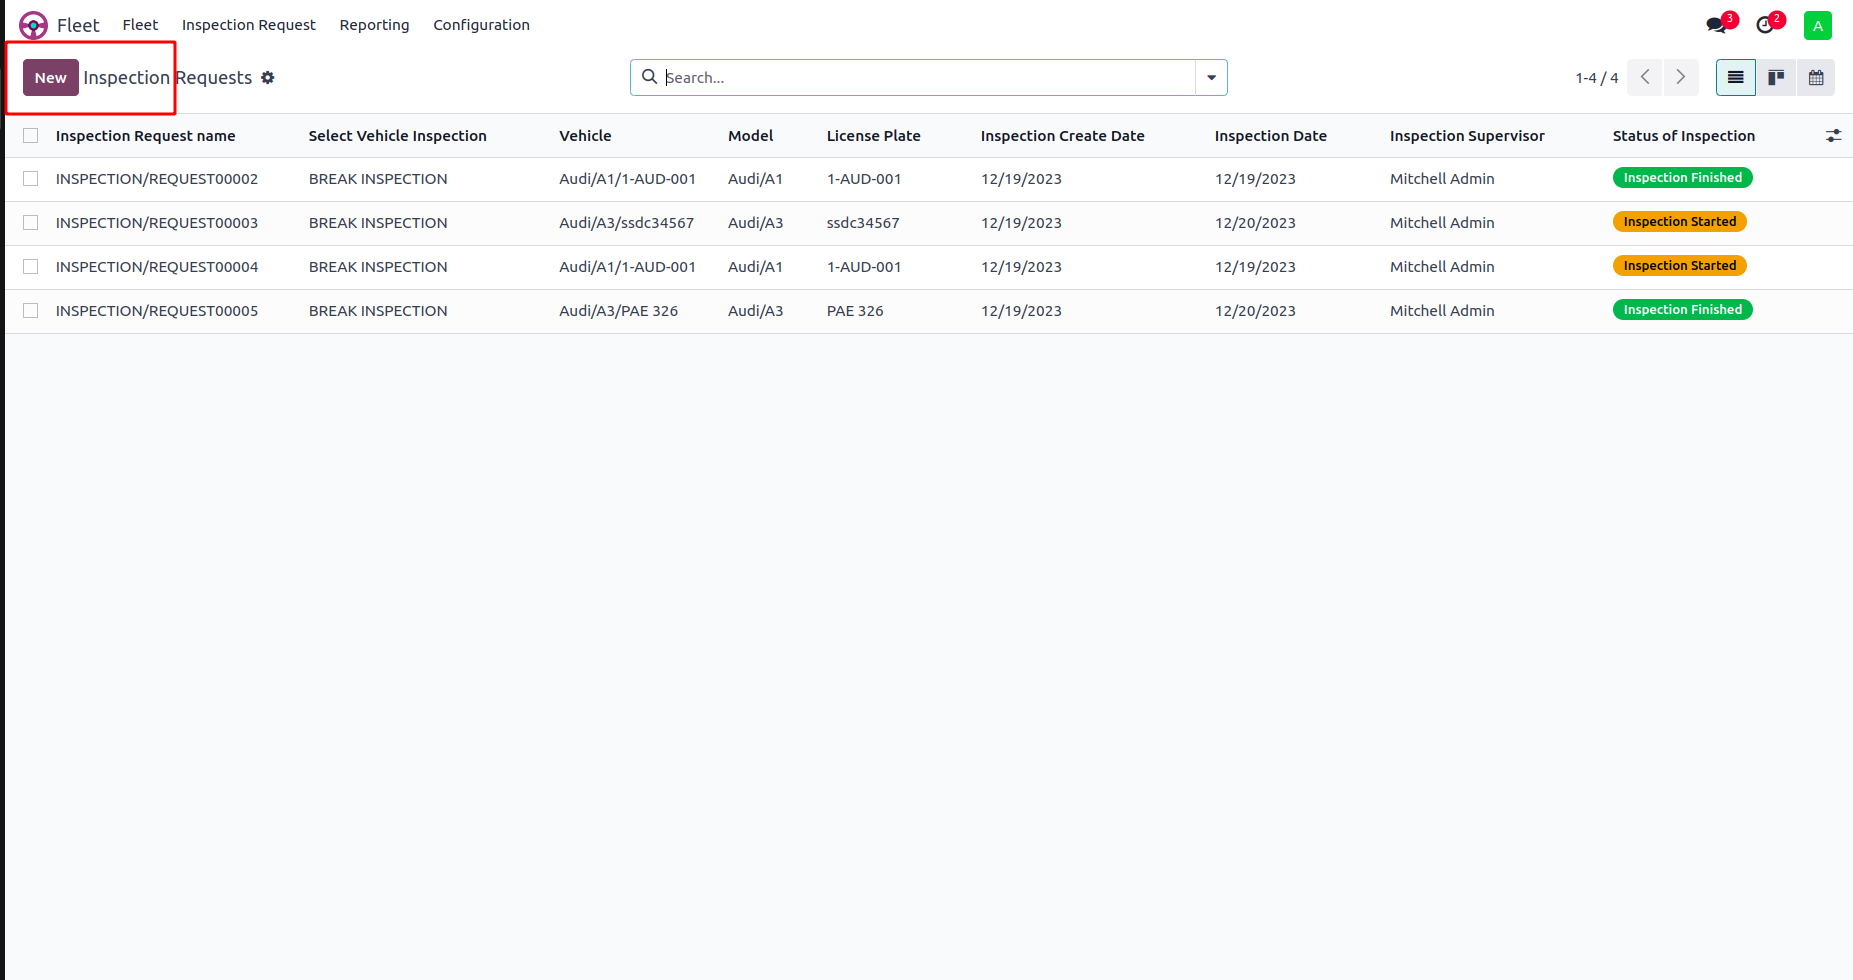 Fleet Fleet Inspection Request Reporting Configuration 3 2 A
New Inspection Requests Search... 1-4 / 4
Inspection Request name Select Vehicle Inspection Vehicle Model License Plate Inspection Create Date Inspection Date Inspection Supervisor Status of Inspection
INSPECTION/REQUEST00002 BREAK INSPECTION Audi/A1/1-AUD-001 Audi/A1 1-AUD-001 12/19/2023 12/19/2023 Mitchell Admin Inspection Finished
INSPECTION/REQUEST00003 BREAK INSPECTION Audi/A3/ssdc34567 Audi/A3 ssdc34567 12/19/2023 12/20/2023 Mitchell Admin Inspection Started
INSPECTION/REQUEST00004 BREAK INSPECTION Audi/A1/1-AUD-001 Audi/A1 1-AUD-001 12/19/2023 12/19/2023 Mitchell Admin Inspection Started
INSPECTION/REQUEST00005 BREAK INSPECTION Audi/A3/PAE 326 Audi/A3 PAE 326 12/19/2023 12/20/2023 Mitchell Admin Inspection Finished